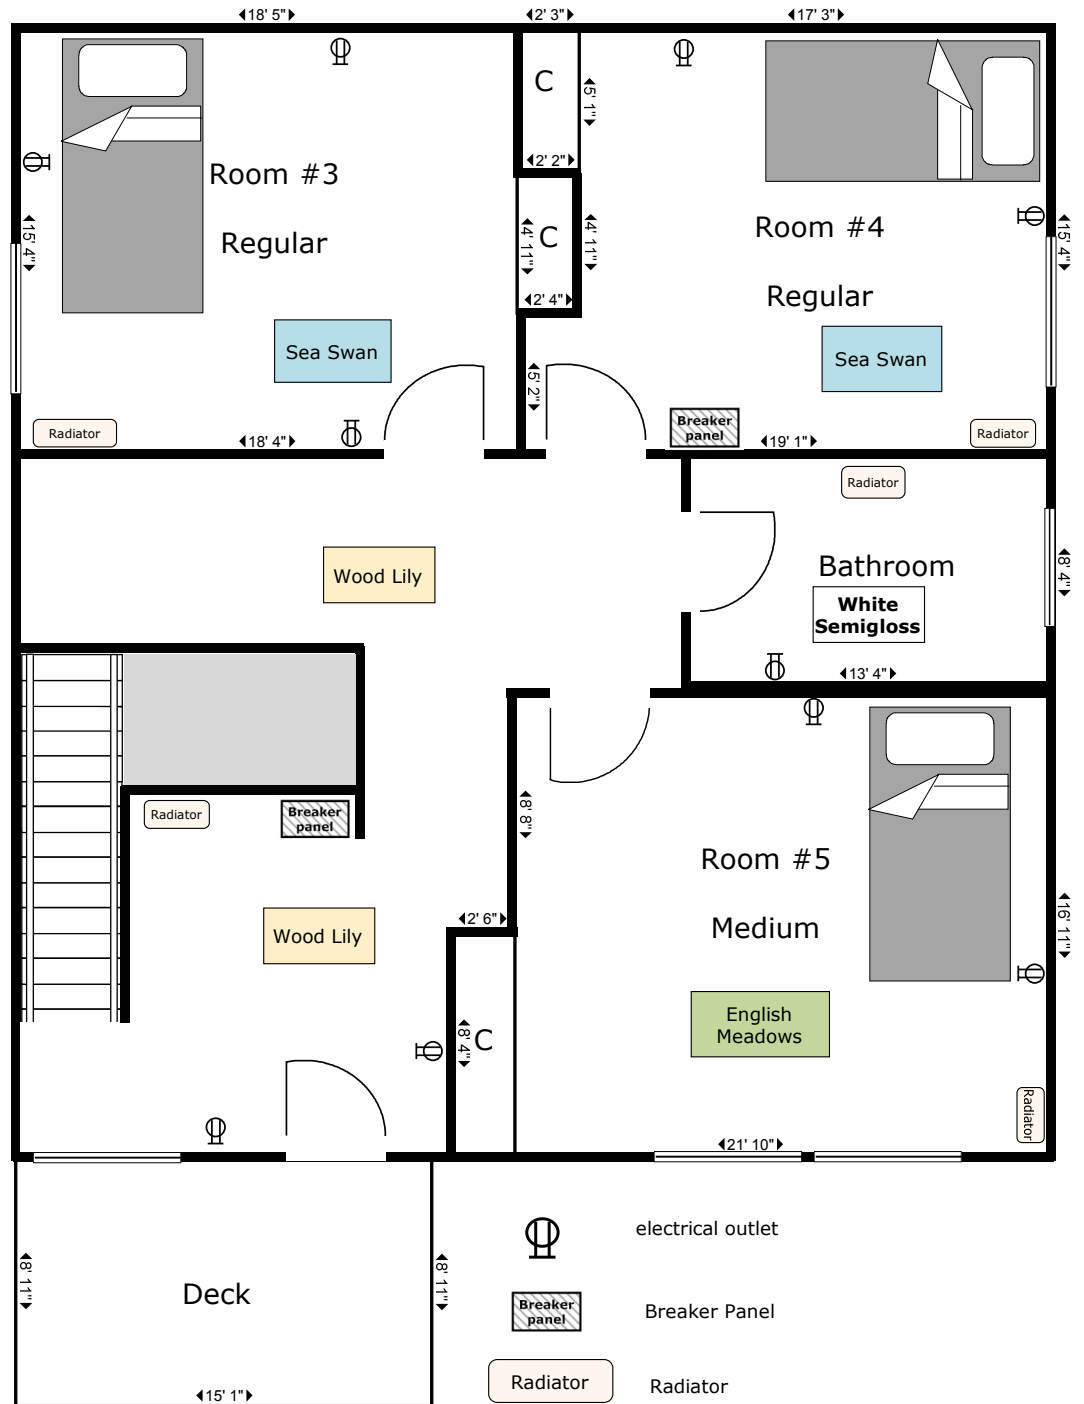 18' 5"
2' 3"
17' 3"
C
5' 1"
2' 2"
Room #3
15' 4"
Regular
4' 11"
C
4' 11"
2' 4"
Room #4
15' 4"
Regular
Sea Swan
Sea Swan
5' 2"
Radiator
18' 4"
Breaker
panel
19' 1"
Radiator
Radiator
Wood Lily
Bathroom
8' 4"
White
Semigloss
13' 4"
Radiator
Breaker
panel
8' 8"
Room #5
Medium
2' 6"
16' 11"
Wood Lily
English
Meadows
8' 4"
C
Radiator
21' 10"
electrical outlet
8' 11"
Deck
8' 11"
Breaker
panel
Breaker Panel
Radiator
Radiator
15' 1"